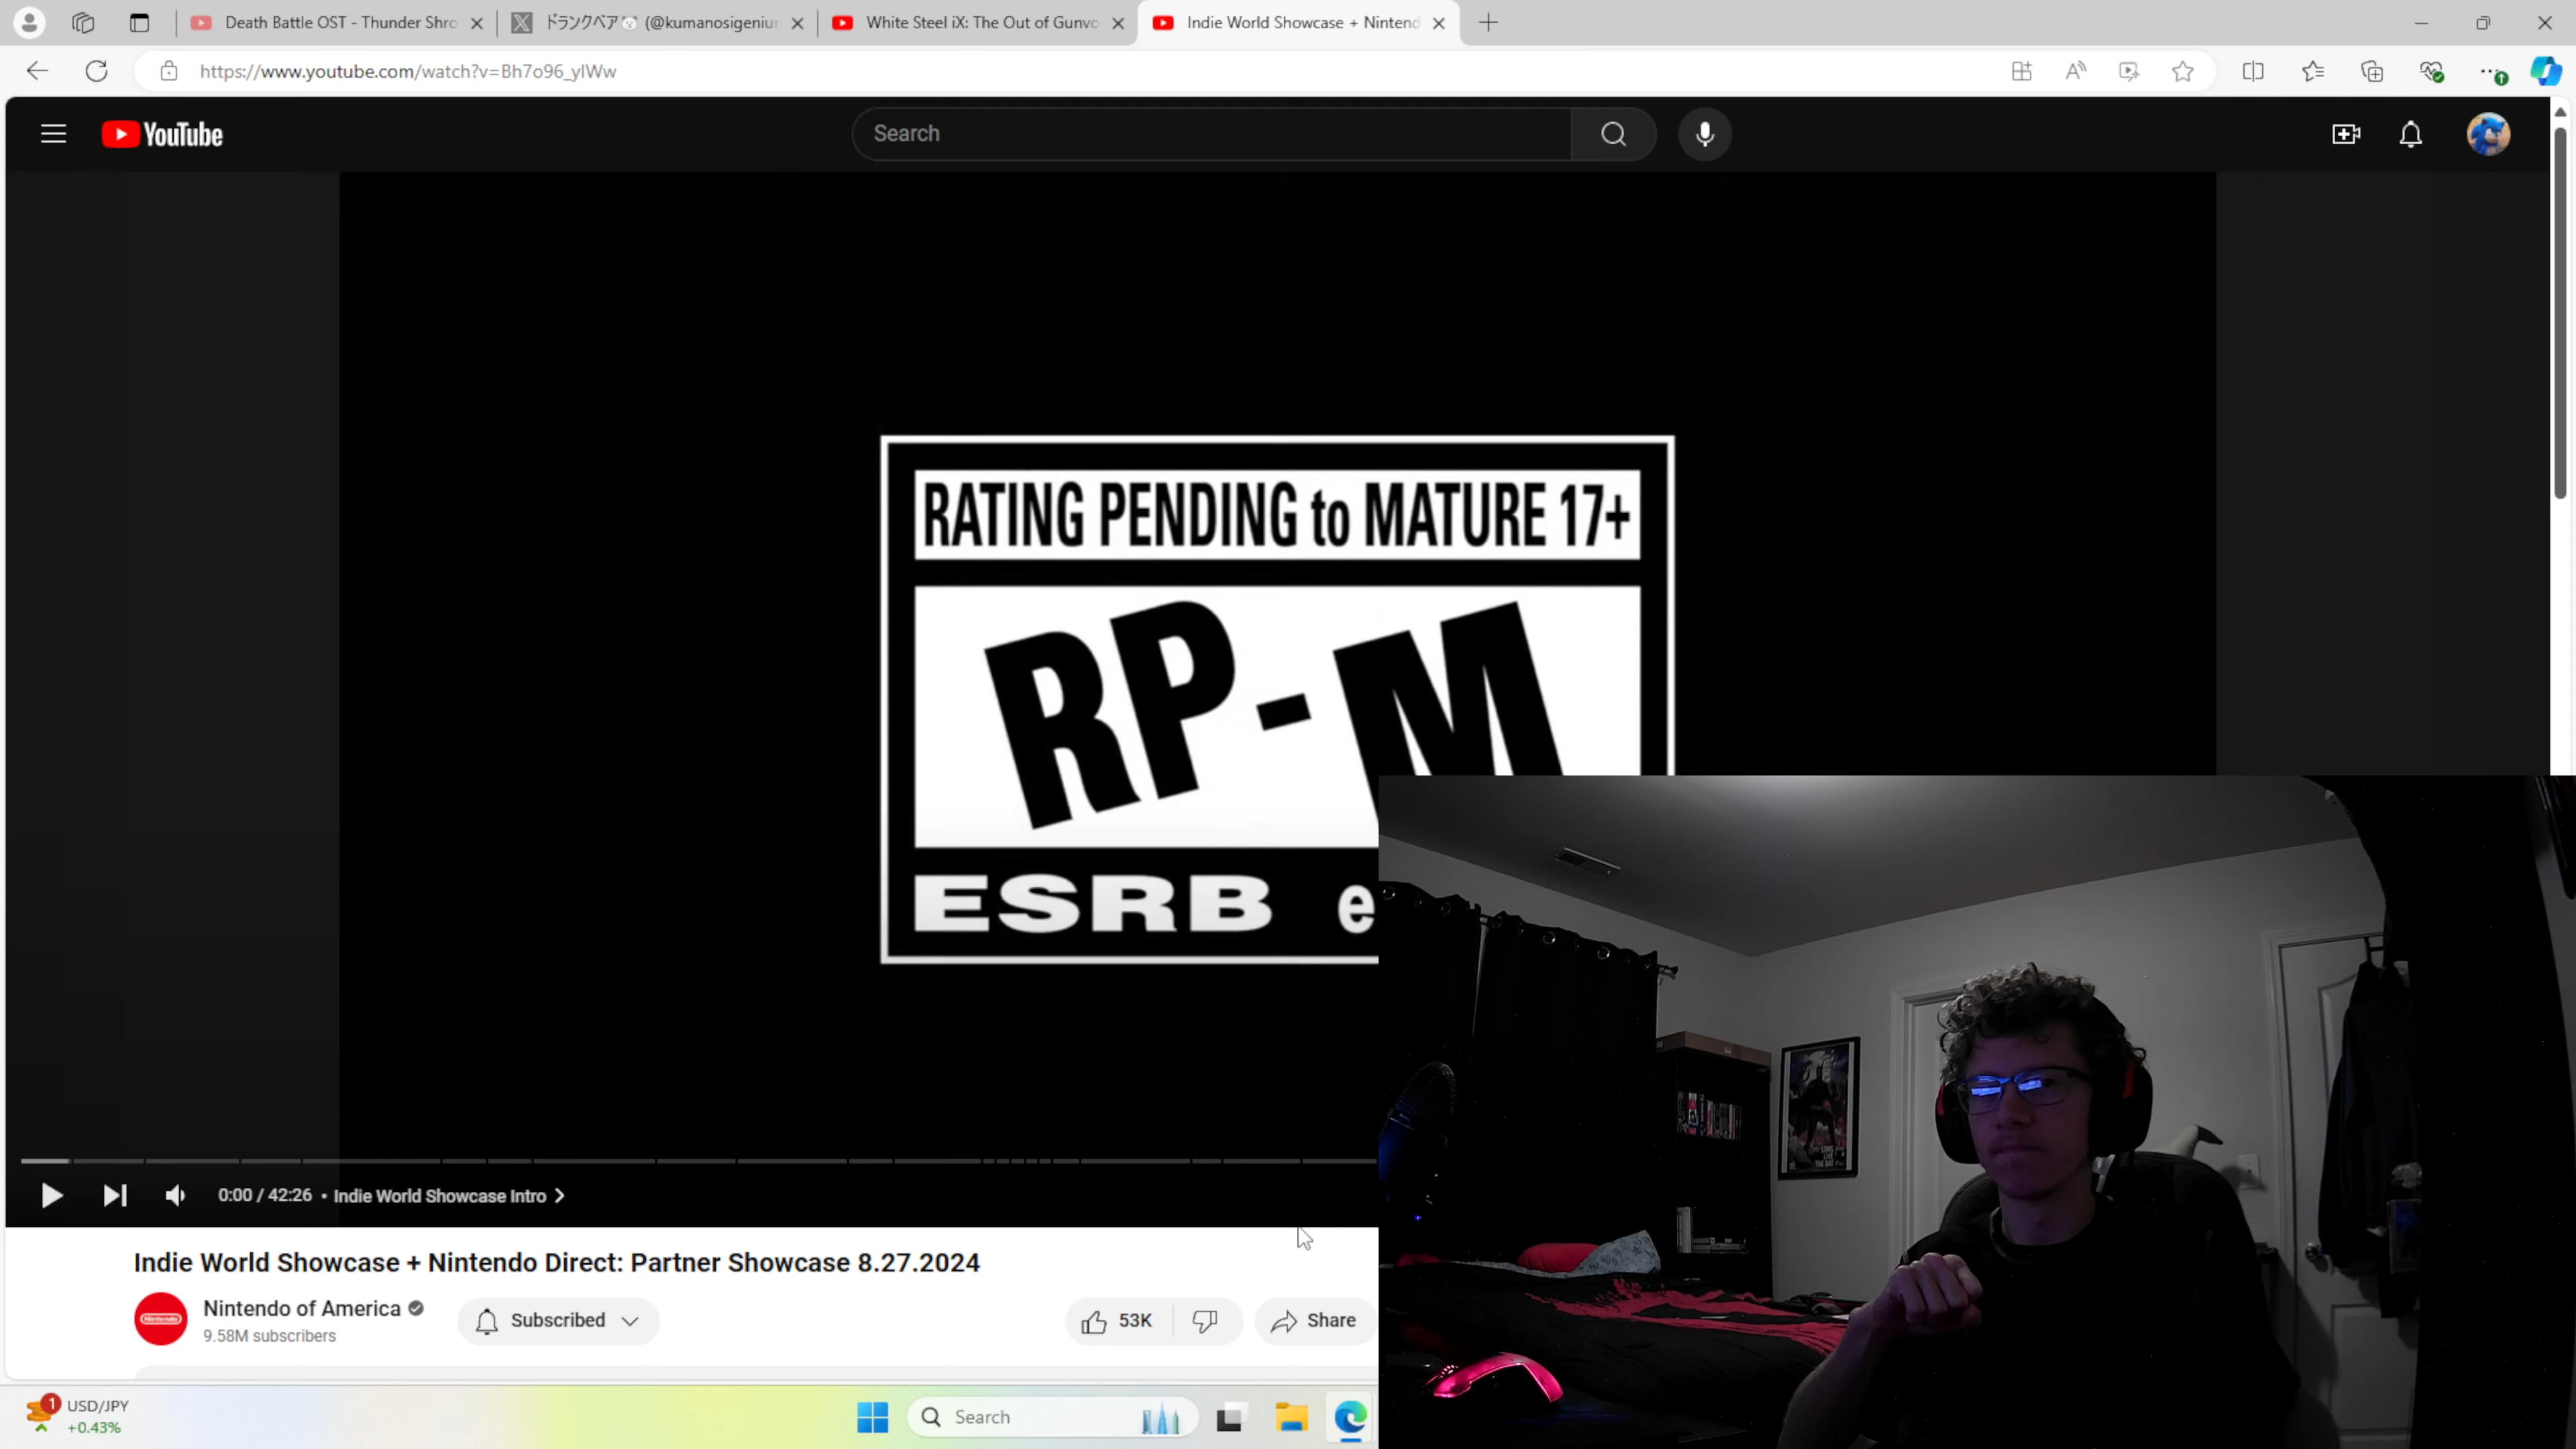 Death Battle OST - Thunder Shro
ドランクベア🐻‍❄️ (@kumanosigeniur
White Steel iX: The Out of Gunvo
Indie World Showcase + Nintend
https://www.youtube.com/watch?v=Bh7o96_ylWw
YouTube
Search
RATING PENDING to MATURE 17+
RP-M
ESRB e
0:00 / 42:26 • Indie World Showcase Intro
Indie World Showcase + Nintendo Direct: Partner Showcase 8.27.2024
Nintendo of America
9.58M subscribers
Subscribed
53K
Share
1
USD/JPY
+0.43%
Search